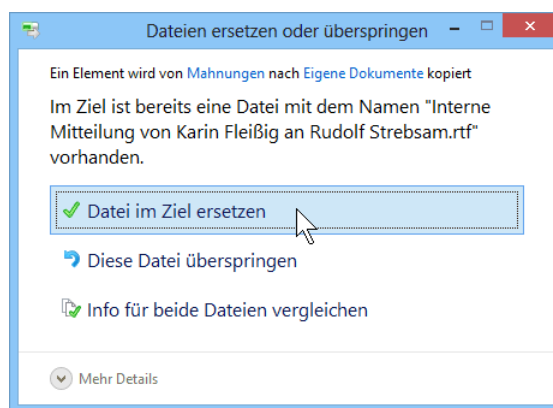 Dateien ersetzen oder überspringen
Ein Element wird von Mahnungen nach Eigene Dokumente kopiert
Im Ziel ist bereits eine Datei mit dem Namen "Interne
Mitteilung von Karin Fleißig an Rudolf Strebsam.rtf"
vorhanden.
Datei im Ziel ersetzen
Diese Datei überspringen
Info für beide Dateien vergleichen
Mehr Details